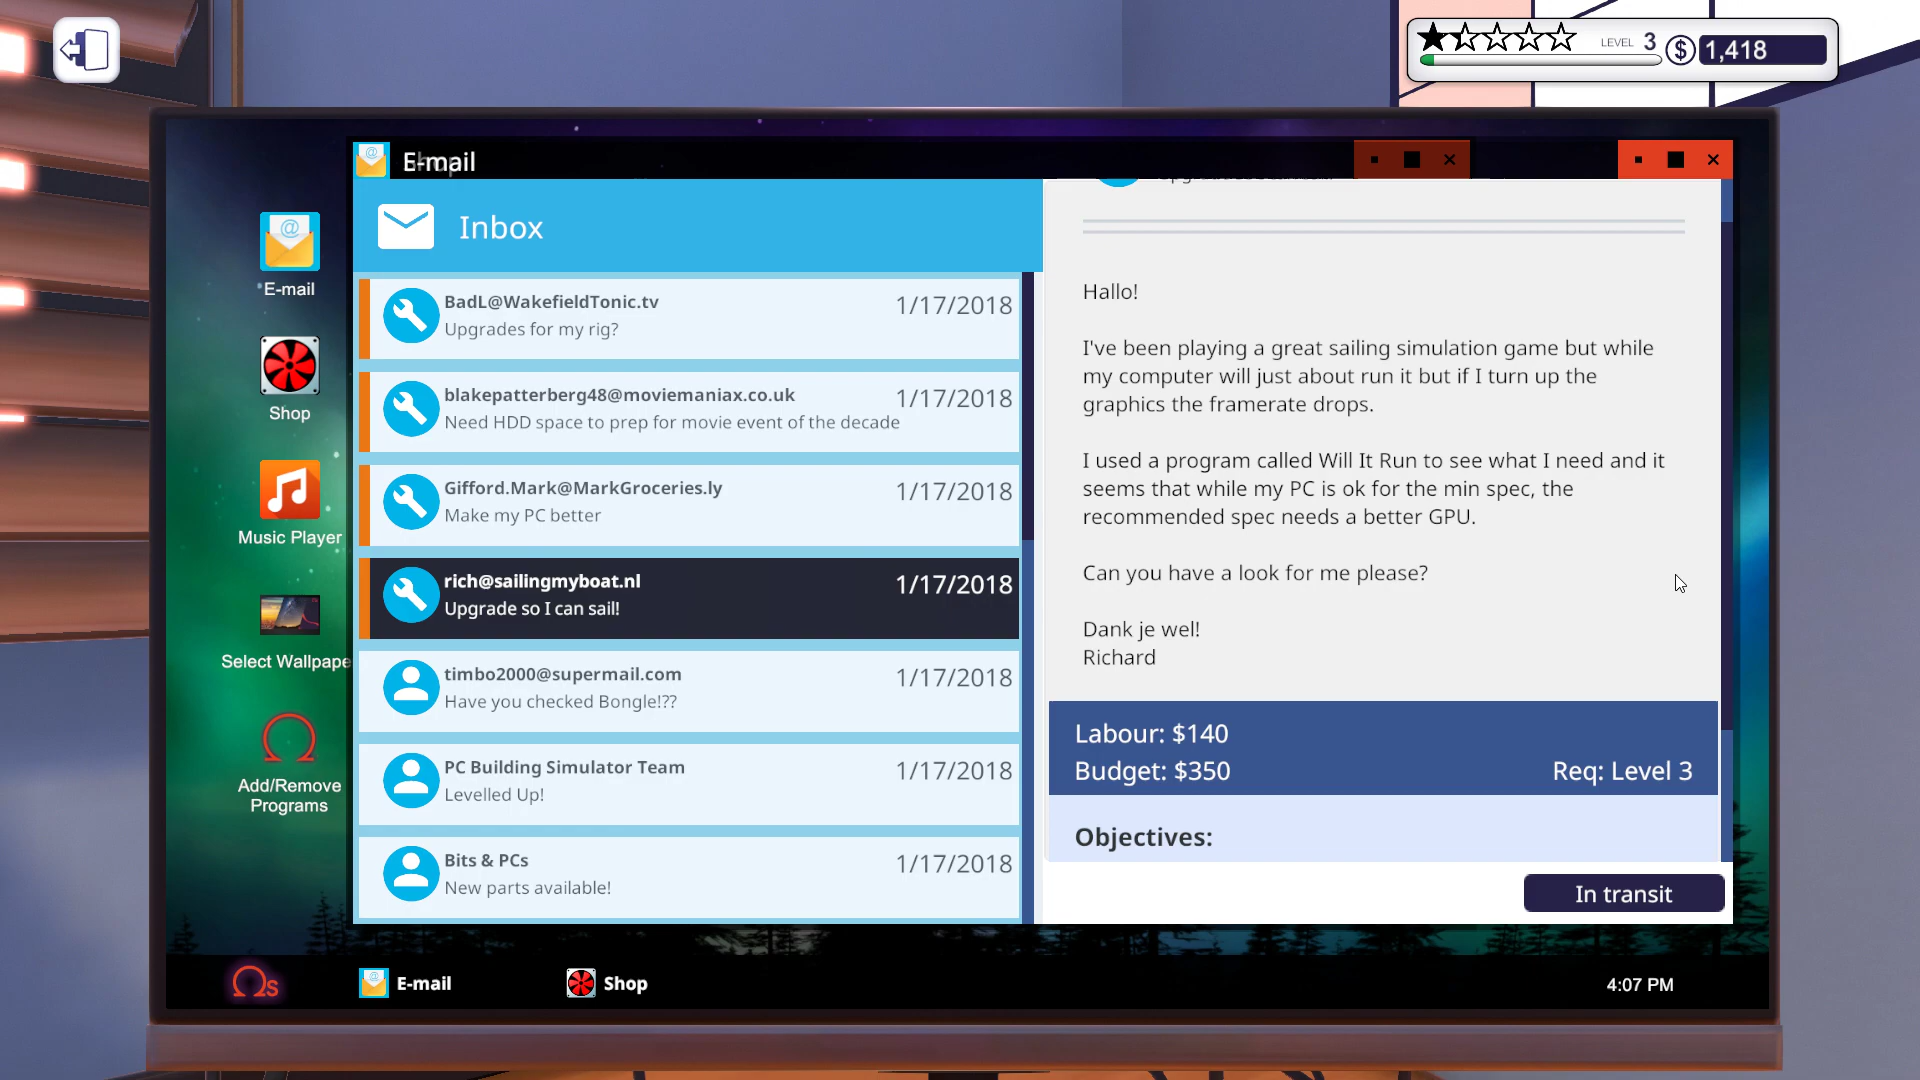 LEVEL 3
$ 1,418
E-mail
Inbox
BadL@WakefieldTonic.tv
1/17/2018
Upgrades for my rig?
blakepatterberg48@moviemaniax.co.uk
1/17/2018
Need HDD space to prep for movie event of the decade
Gifford.Mark@MarkGroceries.ly
1/17/2018
Make my PC better
rich@sailingmyboat.nl
1/17/2018
Upgrade so I can sail!
timbo2000@supermail.com
1/17/2018
Have you checked Bongle!??
PC Building Simulator Team
1/17/2018
Levelled Up!
Bits & PCs
1/17/2018
New parts available!
E-mail
Shop
Music Player
Select Wallpape
Add/Remove
Programs
Hallo!
I've been playing a great sailing simulation game but while
my computer will just about run it but if I turn up the
graphics the framerate drops.
I used a program called Will It Run to see what I need and it
seems that while my PC is ok for the min spec, the
recommended spec needs a better GPU.
Can you have a look for me please?
Dank je wel!
Richard
Labour: $140
Budget: $350
Req: Level 3
Objectives:
In transit
Ωs
E-mail
Shop
4:07 PM